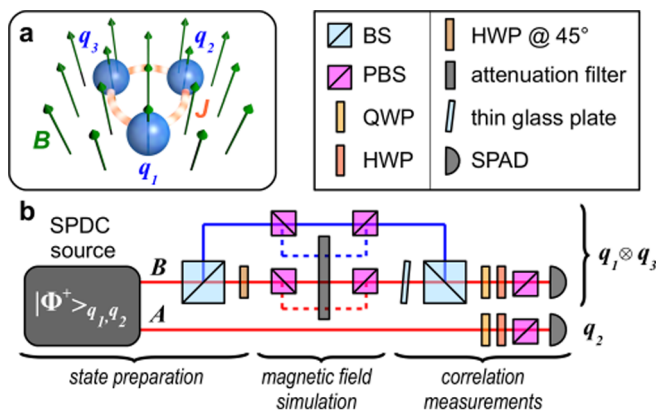 a
q3
q2
B
J
q1
BS
PBS
QWP
HWP
HWP @ 45°
attenuation filter
thin glass plate
SPAD
b
SPDC
source
|Φ⁺>q1,q2
B
A
q1⊗q3
q2
state preparation
magnetic field
simulation
correlation
measurements